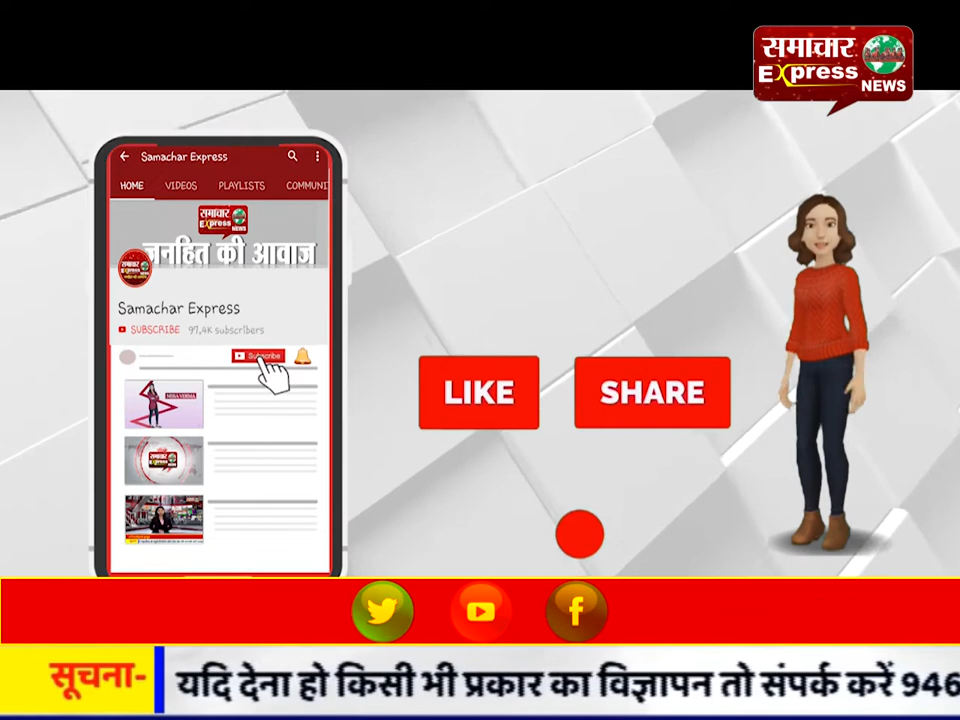 समाचार
Express
NEWS
Samachar Express
HOME VIDEOS PLAYLISTS COMMUNI
समाचार
Express
NEWS
जनहित की आवाज
Samachar Express
SUBSCRIBE 97.4K subscribers
Subscribe
LIKE
SHARE
सूचना- यदि देना हो किसी भी प्रकार का विज्ञापन तो संपर्क करें 946